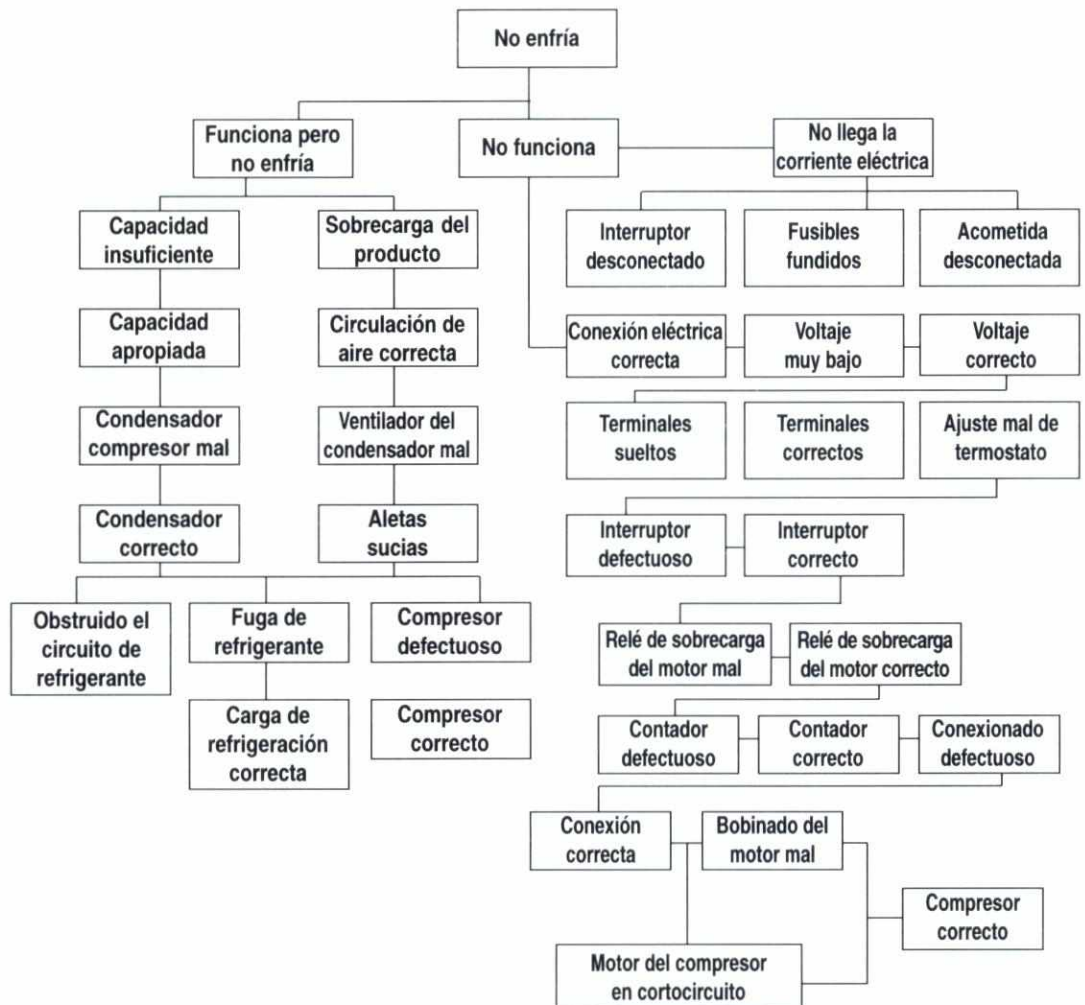 No enfría
Funciona pero
no enfría
No funciona
No llega la
corriente eléctrica
Capacidad
insuficiente
Sobrecarga del
producto
Interruptor
desconectado
Fusibles
fundidos
Acometida
desconectada
Capacidad
apropiada
Circulación de
aire correcta
Conexión eléctrica
correcta
Voltaje
muy bajo
Voltaje
correcto
Condensador
compresor mal
Ventilador del
condensador mal
Terminales
sueltos
Terminales
correctos
Ajuste mal de
termostato
Condensador
correcto
Aletas
sucias
Interruptor
defectuoso
Interruptor
correcto
Obstruido el
circuito de
refrigerante
Fuga de
refrigerante
Compresor
defectuoso
Relé de sobrecarga
del motor mal
Relé de sobrecarga
del motor correcto
Carga de
refrigeración
correcta
Compresor
correcto
Contador
defectuoso
Contador
correcto
Conexionado
defectuoso
Conexión
correcta
Bobinado del
motor mal
Compresor
correcto
Motor del compresor
en cortocircuito